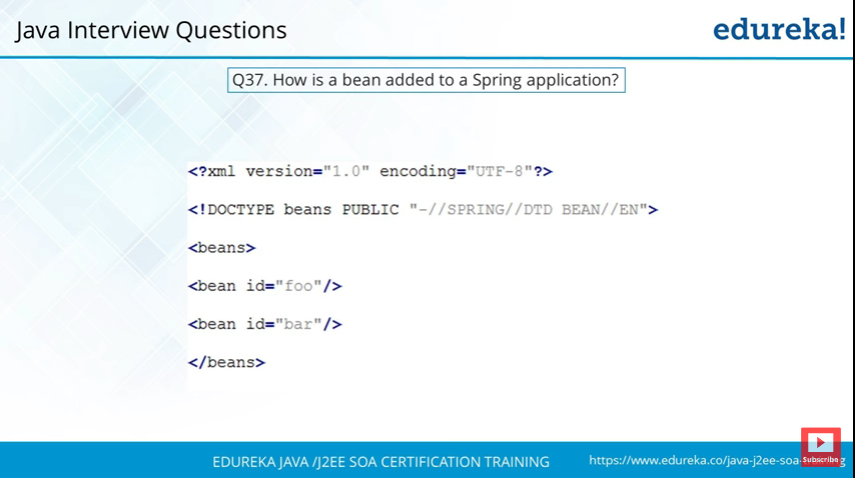 Java Interview Questions
edureka!
Q37. How is a bean added to a Spring application?
<?xml version="1.0" encoding="UTF-8"?>
<!DOCTYPE beans PUBLIC "-//SPRING//DTD BEAN//EN">
<beans>
<bean id="foo"/>
<bean id="bar"/>
</beans>
EDUREKA JAVA /J2EE SOA CERTIFICATION TRAINING
https://www.edureka.co/java-j2ee-soa-
Subscribe